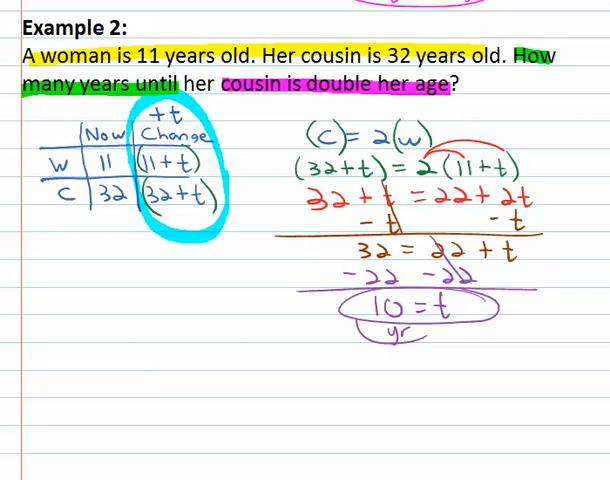 Example 2:
A woman is 11 years old. Her cousin is 32 years old. How
many years until her cousin is double her age?
+t
Now Change
W 11 (11+t)
C 32 (32+t)
(C) = 2(W)
(32+t) = 2(11+t)
32 + t = 22 + 2t
- t - t
32 = 22 + t
-22 -22
10 = t
yr